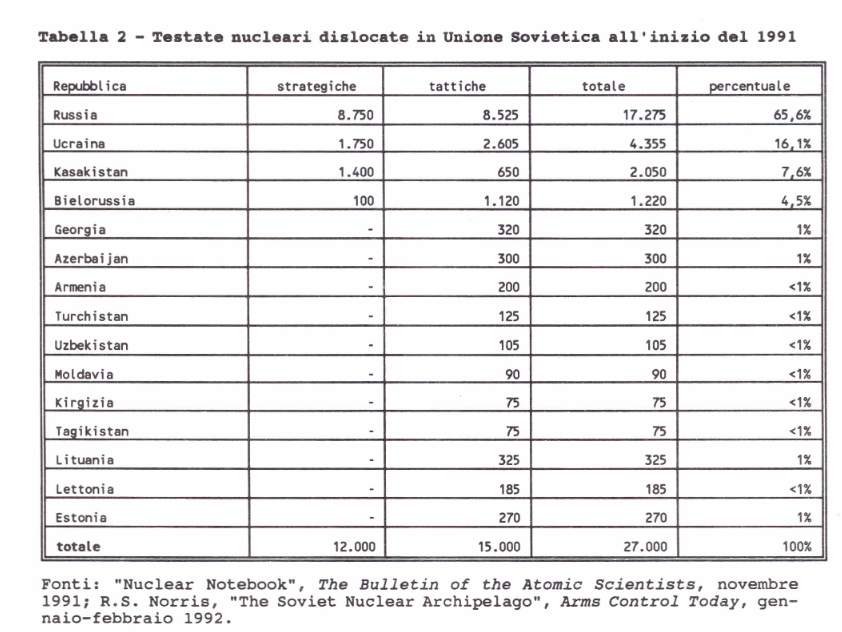 Tabella 2 - Testate nucleari dislocate in Unione Sovietica all'inizio del 1991
Repubblica strategiche tattiche totale percentuale
Russia 8.750 8.525 17.275 65,6%
Ucraina 1.750 2.605 4.355 16,1%
Kasakistan 1.400 650 2.050 7,6%
Bielorussia 100 1.120 1.220 4,5%
Georgia - 320 320 1%
Azerbaijan - 300 300 1%
Armenia - 200 200 <1%
Turchistan - 125 125 <1%
Uzbekistan - 105 105 <1%
Moldavia - 90 90 <1%
Kirgizia - 75 75 <1%
Tagikistan - 75 75 <1%
Lituania - 325 325 1%
Lettonia - 185 185 <1%
Estonia - 270 270 1%
totale 12.000 15.000 27.000 100%
Fonti: "Nuclear Notebook", The Bulletin of the Atomic Scientists, novembre
1991; R.S. Norris, "The Soviet Nuclear Archipelago", Arms Control Today, gen-
naio-febbraio 1992.